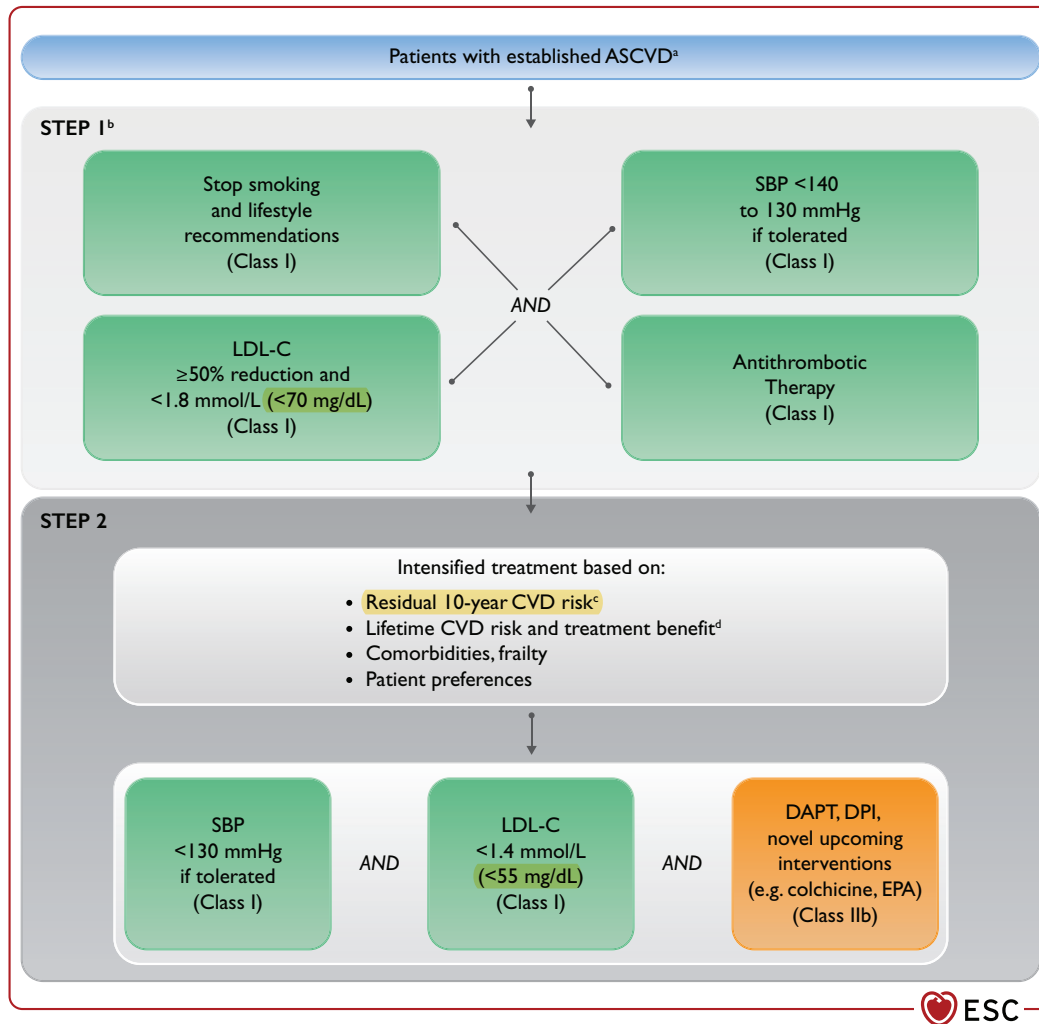 Patients with established ASCVDᵃ
STEP 1ᵇ
Stop smoking
and lifestyle
recommendations
(Class I)
SBP <140
to 130 mmHg
if tolerated
(Class I)
AND
LDL-C
≥50% reduction and
<1.8 mmol/L (<70 mg/dL)
(Class I)
Antithrombotic
Therapy
(Class I)
STEP 2
Intensified treatment based on:
• Residual 10-year CVD riskᶜ
• Lifetime CVD risk and treatment benefitᵈ
• Comorbidities, frailty
• Patient preferences
SBP
<130 mmHg
if tolerated
(Class I)
AND
LDL-C
<1.4 mmol/L
(<55 mg/dL)
(Class I)
AND
DAPT, DPI,
novel upcoming
interventions
(e.g. colchicine, EPA)
(Class IIb)
ESC